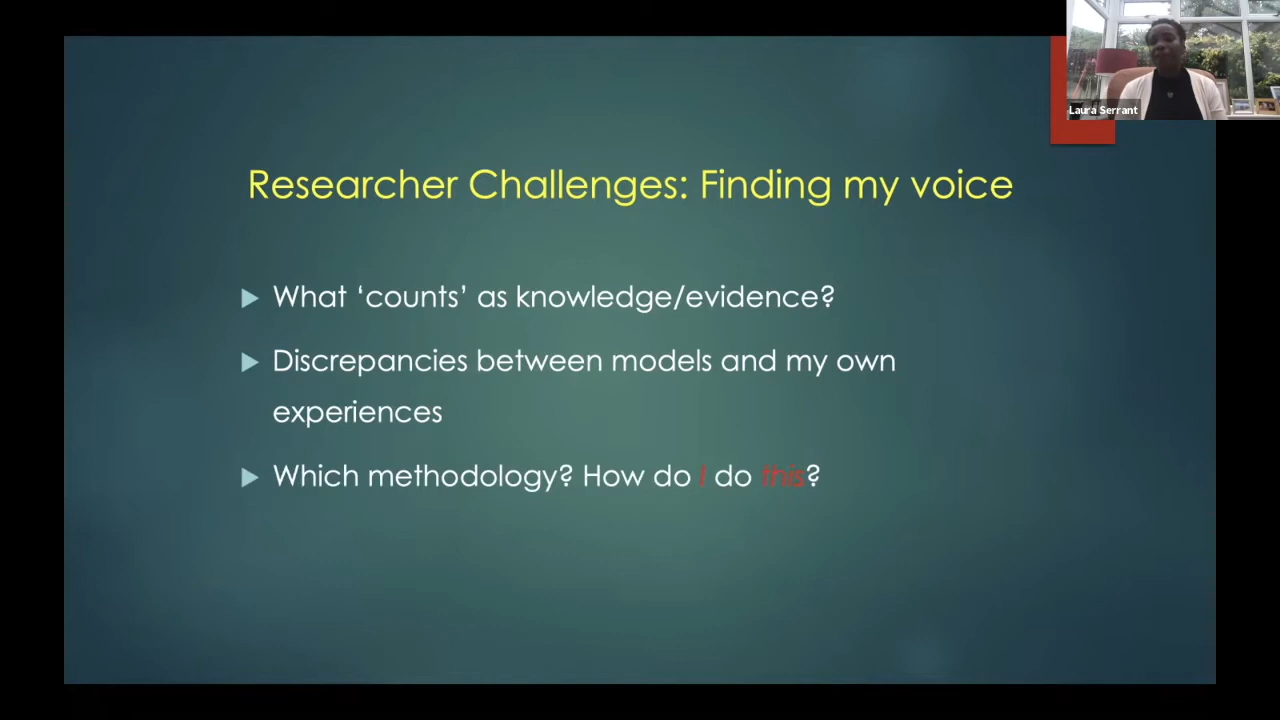 Laura Serrant
Researcher Challenges: Finding my voice
What ‘counts’ as knowledge/evidence?
Discrepancies between models and my own
experiences
Which methodology? How do I do this?